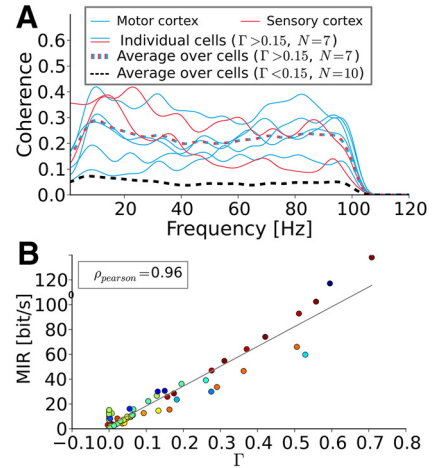 A
Motor cortex Sensory cortex
Individual cells (Γ>0.15, N=7)
Average over cells (Γ>0.15, N=7)
Average over cells (Γ<0.15, N=10)
Coherence
0.6
0.5
0.4
0.3
0.2
0.1
0.0
20 40 60 80 100 120
Frequency [Hz]
B
ρpearson=0.96
MIR [bit/s]
120
100
80
60
40
20
0
0
−0.10 0.0 0.1 0.2 0.3 0.4 0.5 0.6 0.7 0.8
Γ